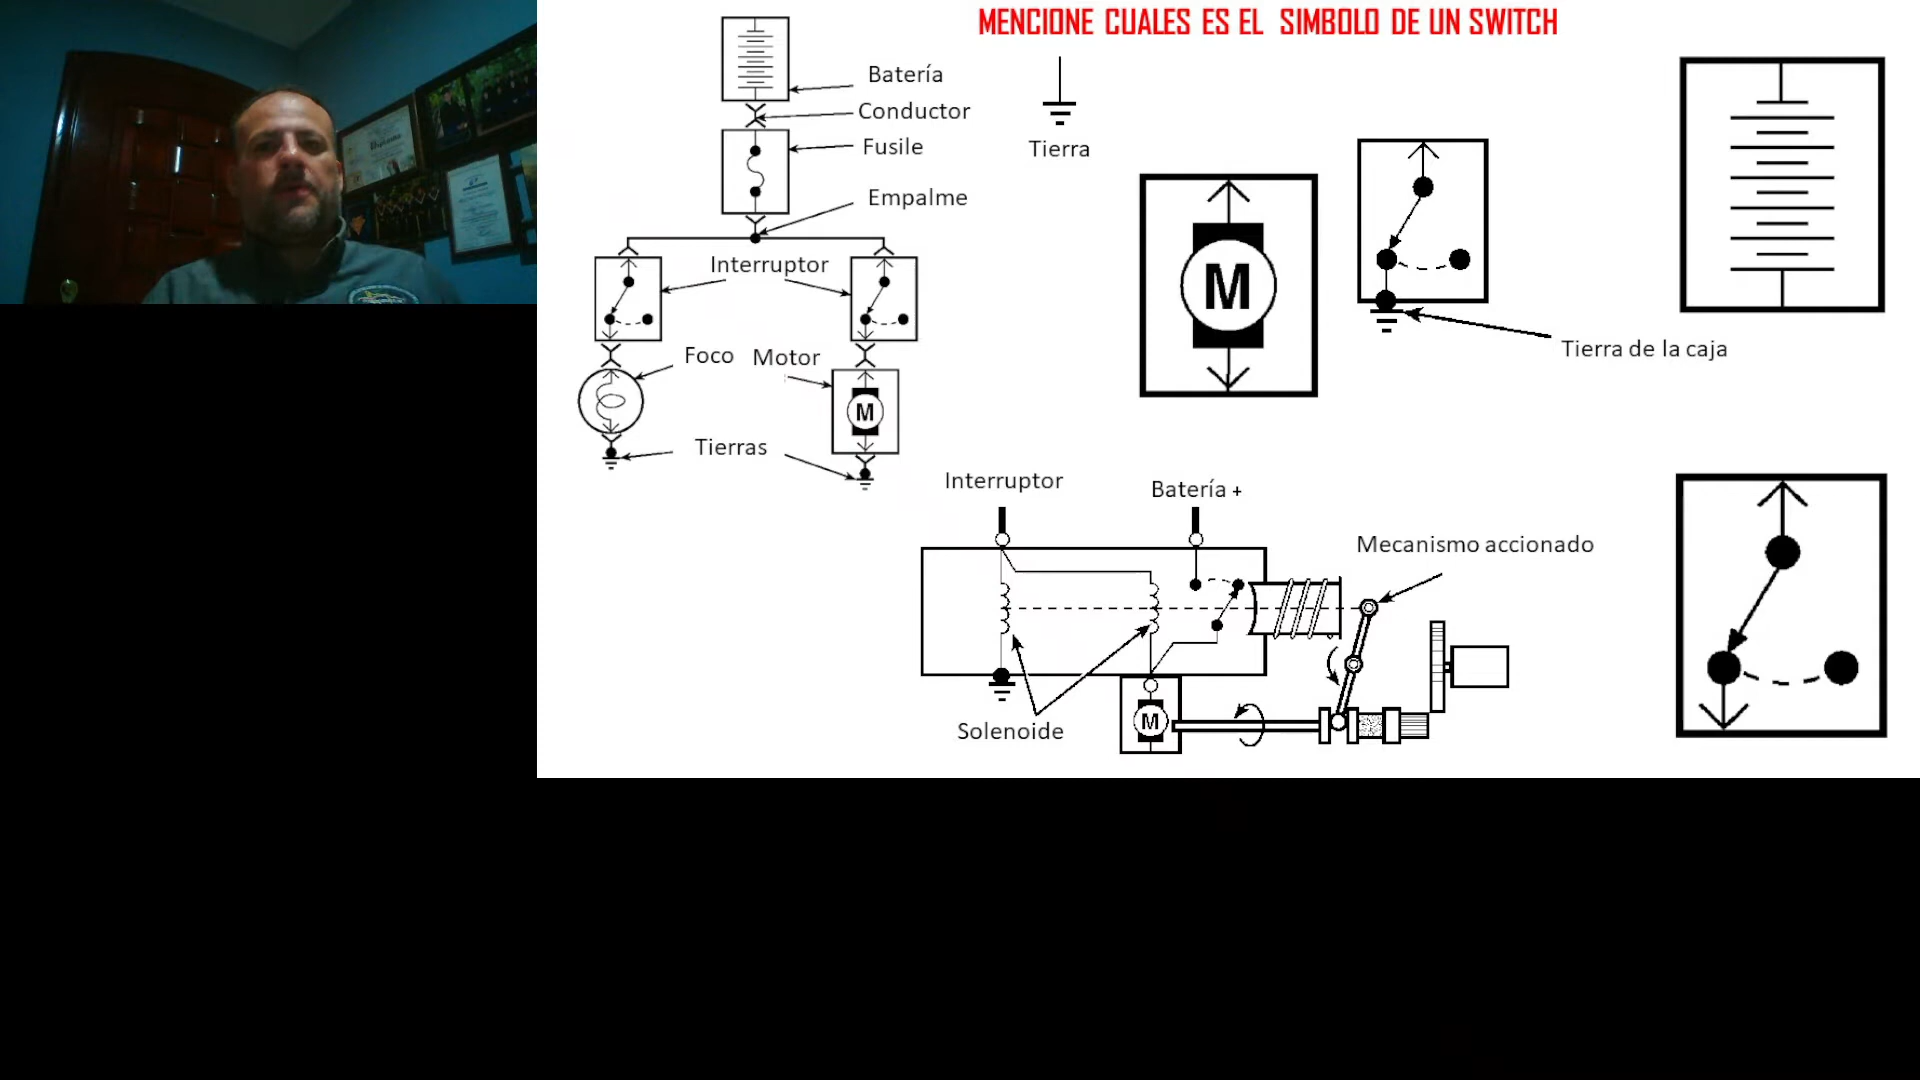 MENCIONE CUALES ES EL SIMBOLO DE UN SWITCH
Batería
Conductor
Fusile
Tierra
Empalme
Interruptor
M
Tierra de la caja
Foco
Motor
M
Tierras
Interruptor
Batería +
Mecanismo accionado
Solenoide
M